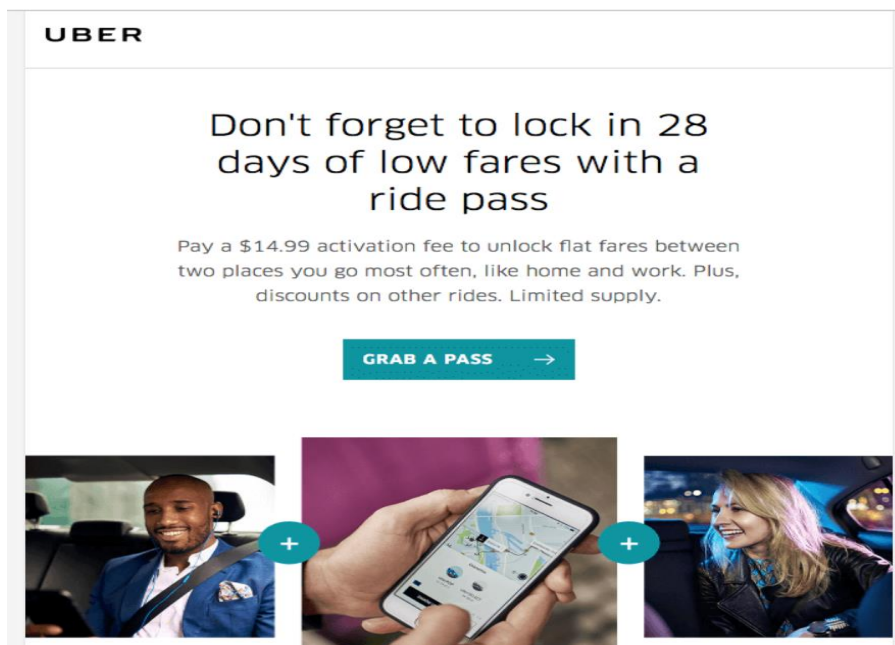 UBER
Don't forget to lock in 28
days of low fares with a
ride pass
Pay a $14.99 activation fee to unlock flat fares between
two places you go most often, like home and work. Plus,
discounts on other rides. Limited supply.
GRAB A PASS →